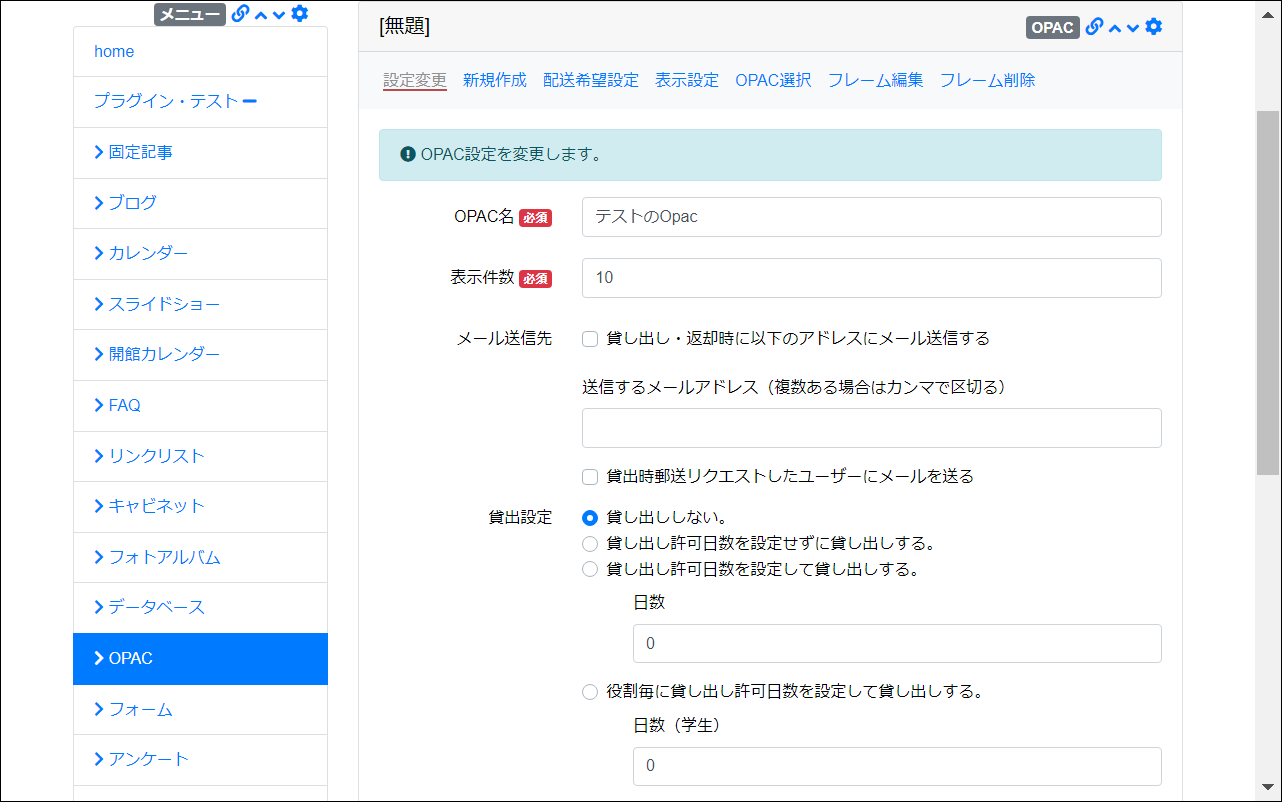 メニュー
home
プラグイン・テスト
固定記事
ブログ
カレンダー
スライドショー
開館カレンダー
FAQ
リンクリスト
キャビネット
フォトアルバム
データベース
OPAC
フォーム
アンケート
[無題]
OPAC
設定変更 新規作成 配送希望設定 表示設定 OPAC選択 フレーム編集 フレーム削除
OPAC設定を変更します。
OPAC名 必須 テストのOpac
表示件数 必須 10
メール送信先 貸し出し・返却時に以下のアドレスにメール送信する
送信するメールアドレス（複数ある場合はカンマで区切る）
貸出時郵送リクエストしたユーザーにメールを送る
貸出設定 貸し出ししない。
貸し出し許可日数を設定せずに貸し出しする。
貸し出し許可日数を設定して貸し出しする。
日数
0
役割毎に貸し出し許可日数を設定して貸し出しする。
日数（学生）
0